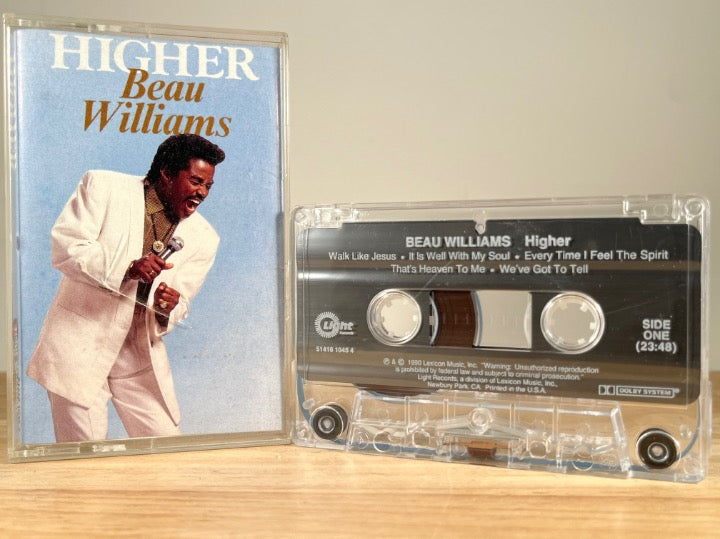 HIGHER
Beau
Williams
BEAU WILLIAMS Higher
Walk Like Jesus • It Is Well With My Soul • Every Time I Feel The Spirit
That's Heaven To Me • We've Got To Tell
Light
Records
51416 1045 4
SIDE
ONE
(23:48)
℗ & © 1990 Lexicon Music, Inc. "Warning: Unauthorized reproduction
is prohibited by federal law and subject to criminal prosecution."
Light Records, a division of Lexicon Music, Inc.
Newbury Park, CA. Printed in the U.S.A.
DOLBY SYSTEM